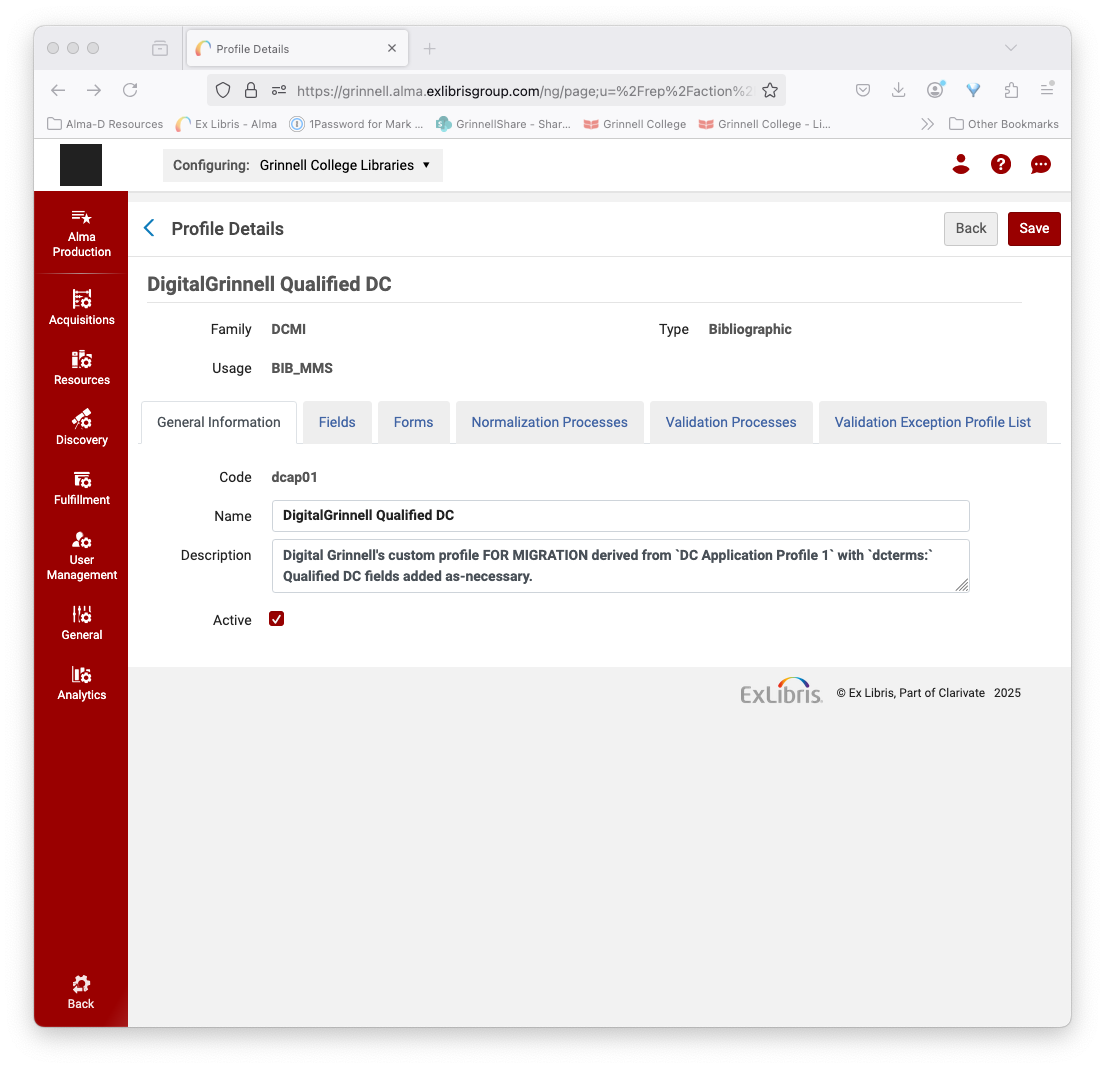 Profile Details
https://grinnell.alma.exlibrisgroup.com/ng/page;u=%2Frep%2Faction%2
Alma-D Resources
Ex Libris - Alma
1Password for Mark ...
GrinnellShare - Shar...
Grinnell College
Grinnell College - Li...
Other Bookmarks
Configuring: Grinnell College Libraries
Alma
Production
Acquisitions
Resources
Discovery
Fulfillment
User
Management
General
Analytics
Back
Profile Details
Back
Save
DigitalGrinnell Qualified DC
Family DCMI
Type Bibliographic
Usage BIB_MMS
General Information
Fields
Forms
Normalization Processes
Validation Processes
Validation Exception Profile List
Code dcap01
Name DigitalGrinnell Qualified DC
Description Digital Grinnell's custom profile FOR MIGRATION derived from `DC Application Profile 1` with `dcterms:`
Qualified DC fields added as-necessary.
Active
ExLibris.
© Ex Libris, Part of Clarivate 2025